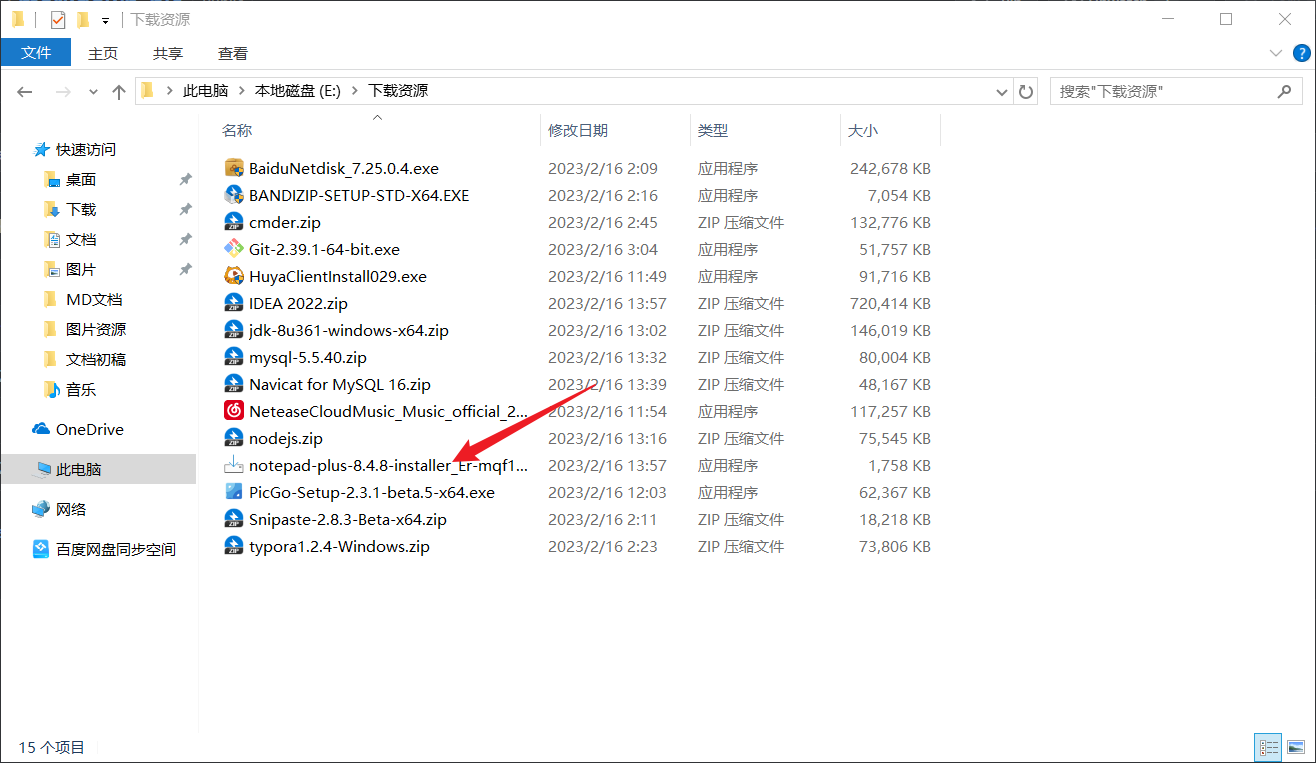 下载资源
文件 主页 共享 查看
此电脑 本地磁盘 (E:) 下载资源 搜索"下载资源"
快速访问
桌面
下载
文档
图片
MD文档
图片资源
文档初稿
音乐
OneDrive
此电脑
网络
百度网盘同步空间
名称 修改日期 类型 大小
BaiduNetdisk_7.25.0.4.exe 2023/2/16 2:09 应用程序 242,678 KB
BANDIZIP-SETUP-STD-X64.EXE 2023/2/16 2:16 应用程序 7,054 KB
cmder.zip 2023/2/16 2:45 ZIP 压缩文件 132,776 KB
Git-2.39.1-64-bit.exe 2023/2/16 3:04 应用程序 51,757 KB
HuyaClientInstall029.exe 2023/2/16 11:49 应用程序 91,716 KB
IDEA 2022.zip 2023/2/16 13:57 ZIP 压缩文件 720,414 KB
jdk-8u361-windows-x64.zip 2023/2/16 13:02 ZIP 压缩文件 146,019 KB
mysql-5.5.40.zip 2023/2/16 13:32 ZIP 压缩文件 80,004 KB
Navicat for MySQL 16.zip 2023/2/16 13:39 ZIP 压缩文件 48,167 KB
NeteaseCloudMusic_Music_official_2... 2023/2/16 11:54 应用程序 117,257 KB
nodejs.zip 2023/2/16 13:16 ZIP 压缩文件 75,545 KB
notepad-plus-8.4.8-installer_Er-mqf1... 2023/2/16 13:57 应用程序 1,758 KB
PicGo-Setup-2.3.1-beta.5-x64.exe 2023/2/16 12:03 应用程序 62,367 KB
Snipaste-2.8.3-Beta-x64.zip 2023/2/16 2:11 ZIP 压缩文件 18,218 KB
typora1.2.4-Windows.zip 2023/2/16 2:23 ZIP 压缩文件 73,806 KB
15 个项目